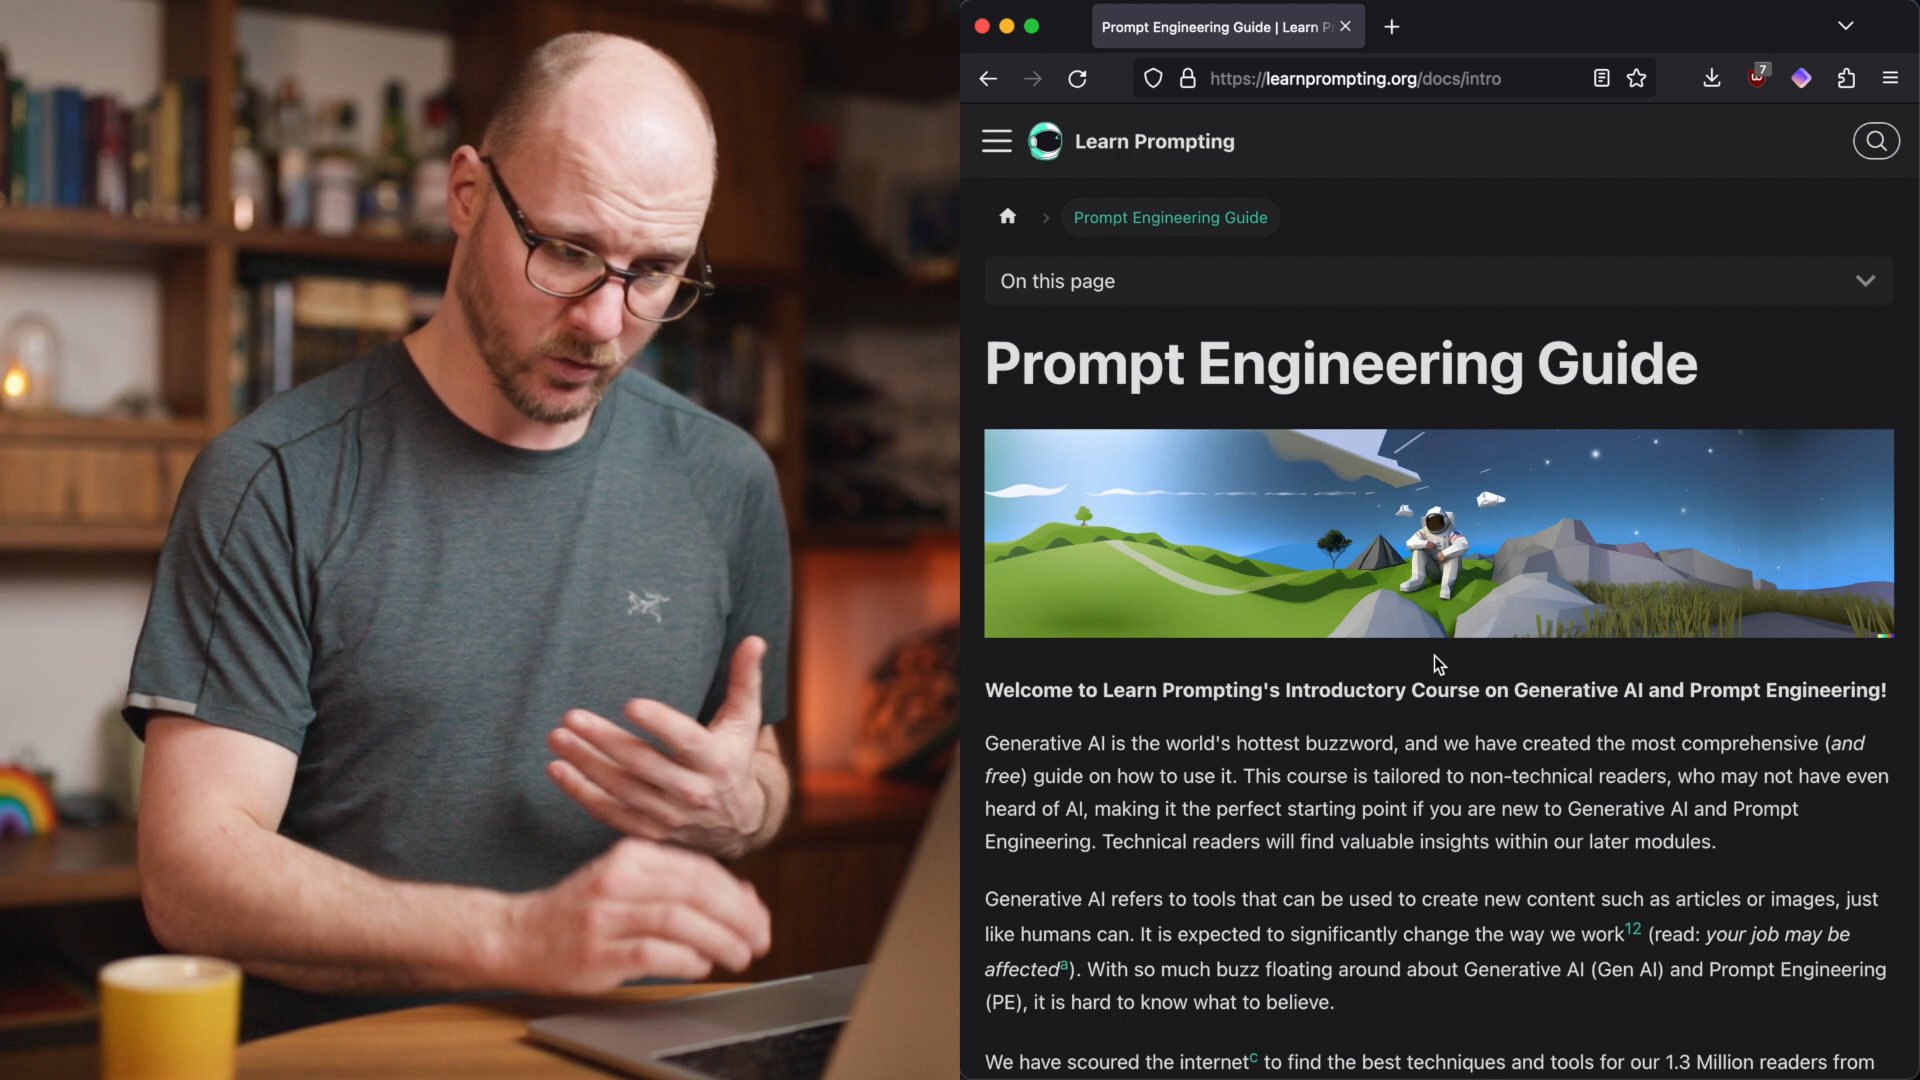 Prompt Engineering Guide | Learn Pr
7
https://learnprompting.org/docs/intro
Learn Prompting
Prompt Engineering Guide
On this page
Prompt Engineering Guide
Welcome to Learn Prompting's Introductory Course on Generative AI and Prompt Engineering!
Generative AI is the world's hottest buzzword, and we have created the most comprehensive (and
free) guide on how to use it. This course is tailored to non-technical readers, who may not have even
heard of AI, making it the perfect starting point if you are new to Generative AI and Prompt
Engineering. Technical readers will find valuable insights within our later modules.
Generative AI refers to tools that can be used to create new content such as articles or images, just
like humans can. It is expected to significantly change the way we work12 (read: your job may be
affecteda). With so much buzz floating around about Generative AI (Gen AI) and Prompt Engineering
(PE), it is hard to know what to believe.
We have scoured the internetc to find the best techniques and tools for our 1.3 Million readers from